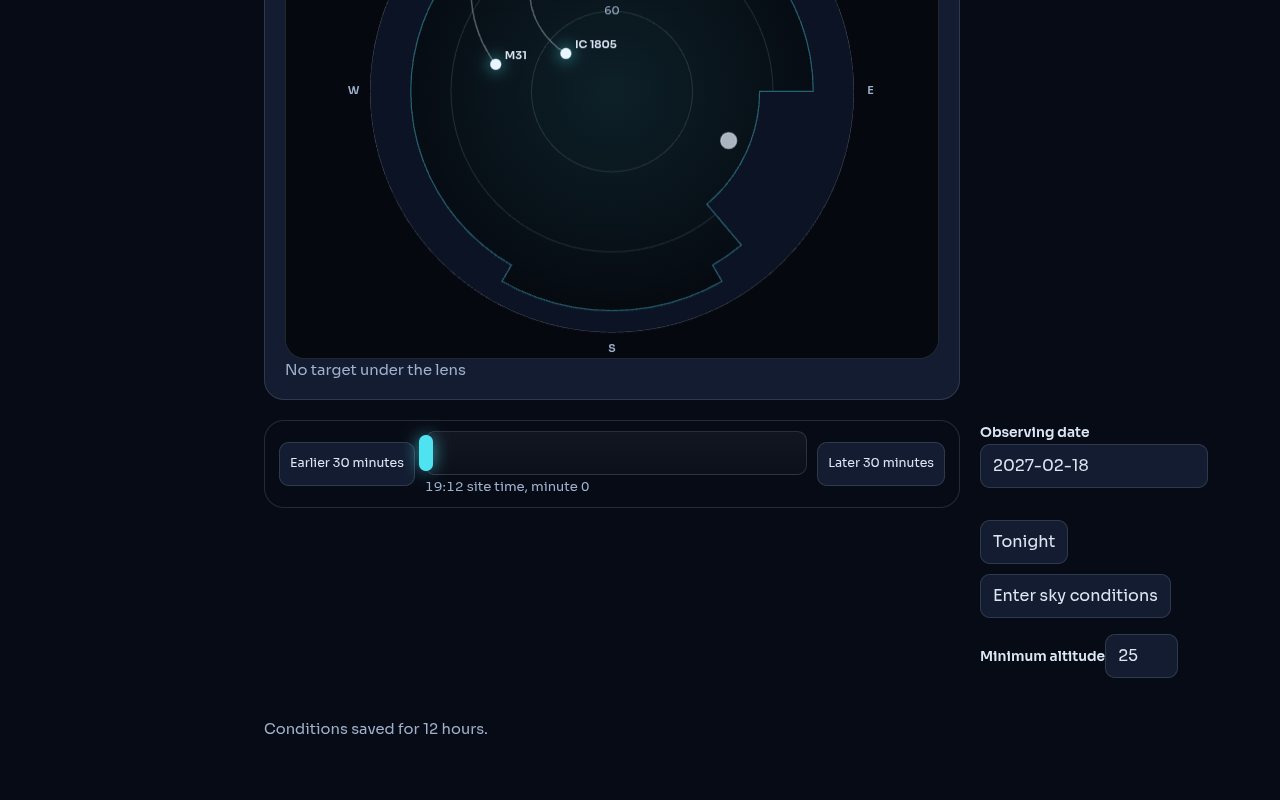 60
IC 1805
M31
W
E
S
No target under the lens
Earlier 30 minutes
19:12 site time, minute 0
Later 30 minutes
Observing date
2027-02-18
Tonight
Enter sky conditions
Minimum altitude 25
Conditions saved for 12 hours.